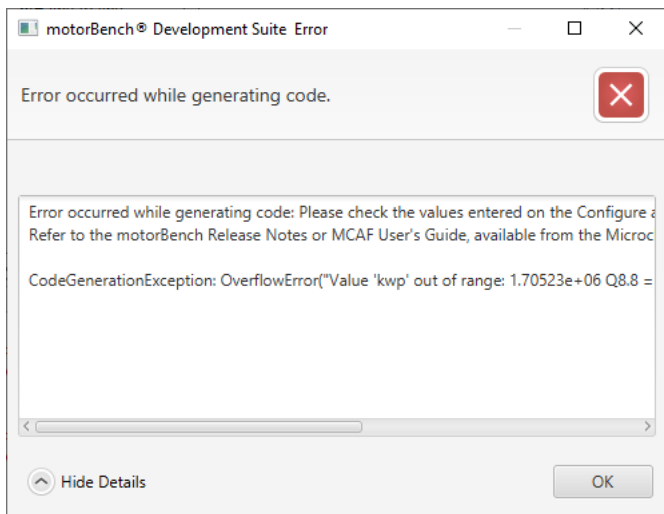 motorBench® Development Suite Error
Error occurred while generating code.
Error occurred while generating code: Please check the values entered on the Configure a
Refer to the motorBench Release Notes or MCAF User's Guide, available from the Microc
CodeGenerationException: OverflowError("Value 'kwp' out of range: 1.70523e+06 Q8.8 =
Hide Details
OK